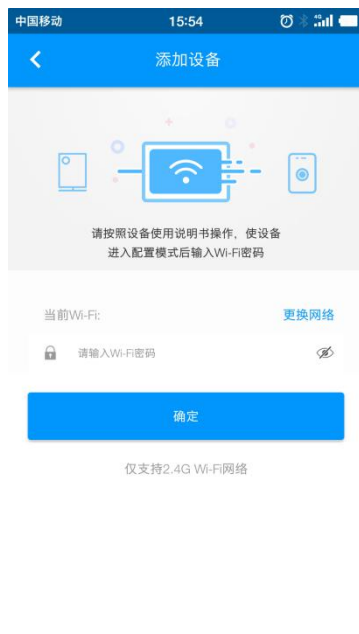 中国移动 15:54 4G
添加设备
请按照设备使用说明书操作，使设备
进入配置模式后输入Wi-Fi密码
当前Wi-Fi: 更换网络
请输入Wi-Fi密码
确定
仅支持2.4G Wi-Fi网络